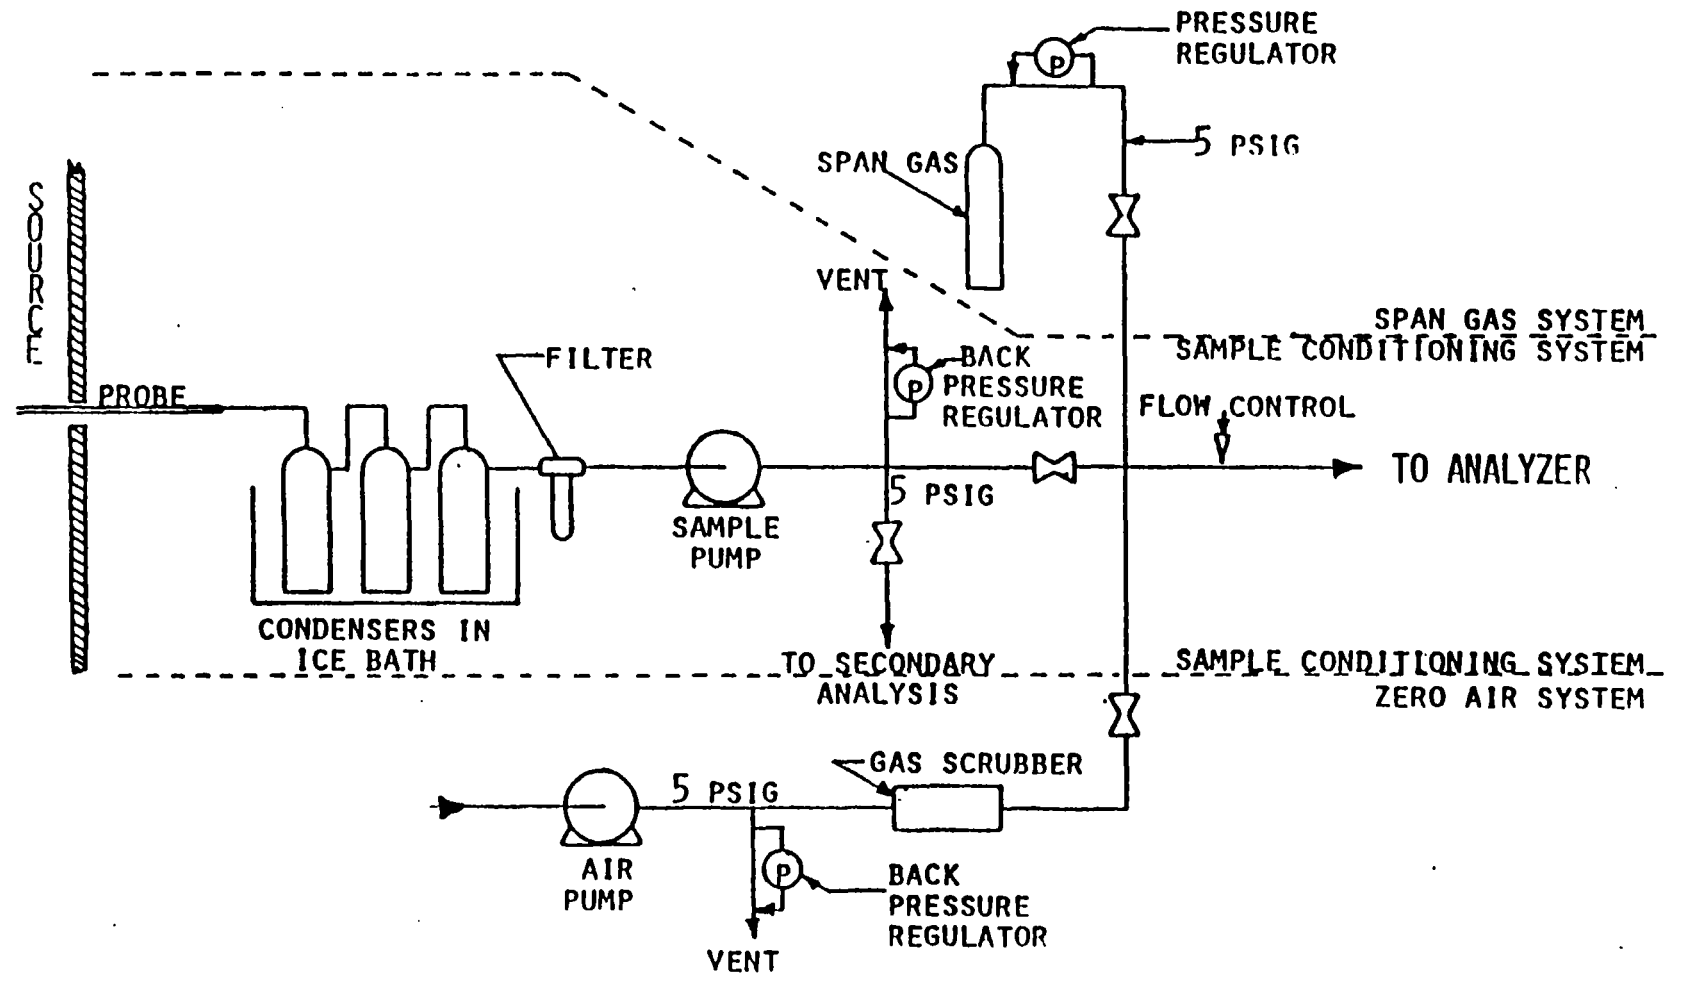 PRESSURE
REGULATOR
P
5 PSIG
SPAN GAS
SOURCE
VENT
SPAN GAS SYSTEM
SAMPLE CONDITIONING SYSTEM
FILTER
BACK
PRESSURE
REGULATOR
P
PROBE
FLOW CONTROL
TO ANALYZER
5 PSIG
SAMPLE
PUMP
CONDENSERS IN
ICE BATH
TO SECONDARY
ANALYSIS
SAMPLE CONDITIONING SYSTEM
ZERO AIR SYSTEM
GAS SCRUBBER
5 PSIG
AIR
PUMP
P
BACK
PRESSURE
REGULATOR
VENT